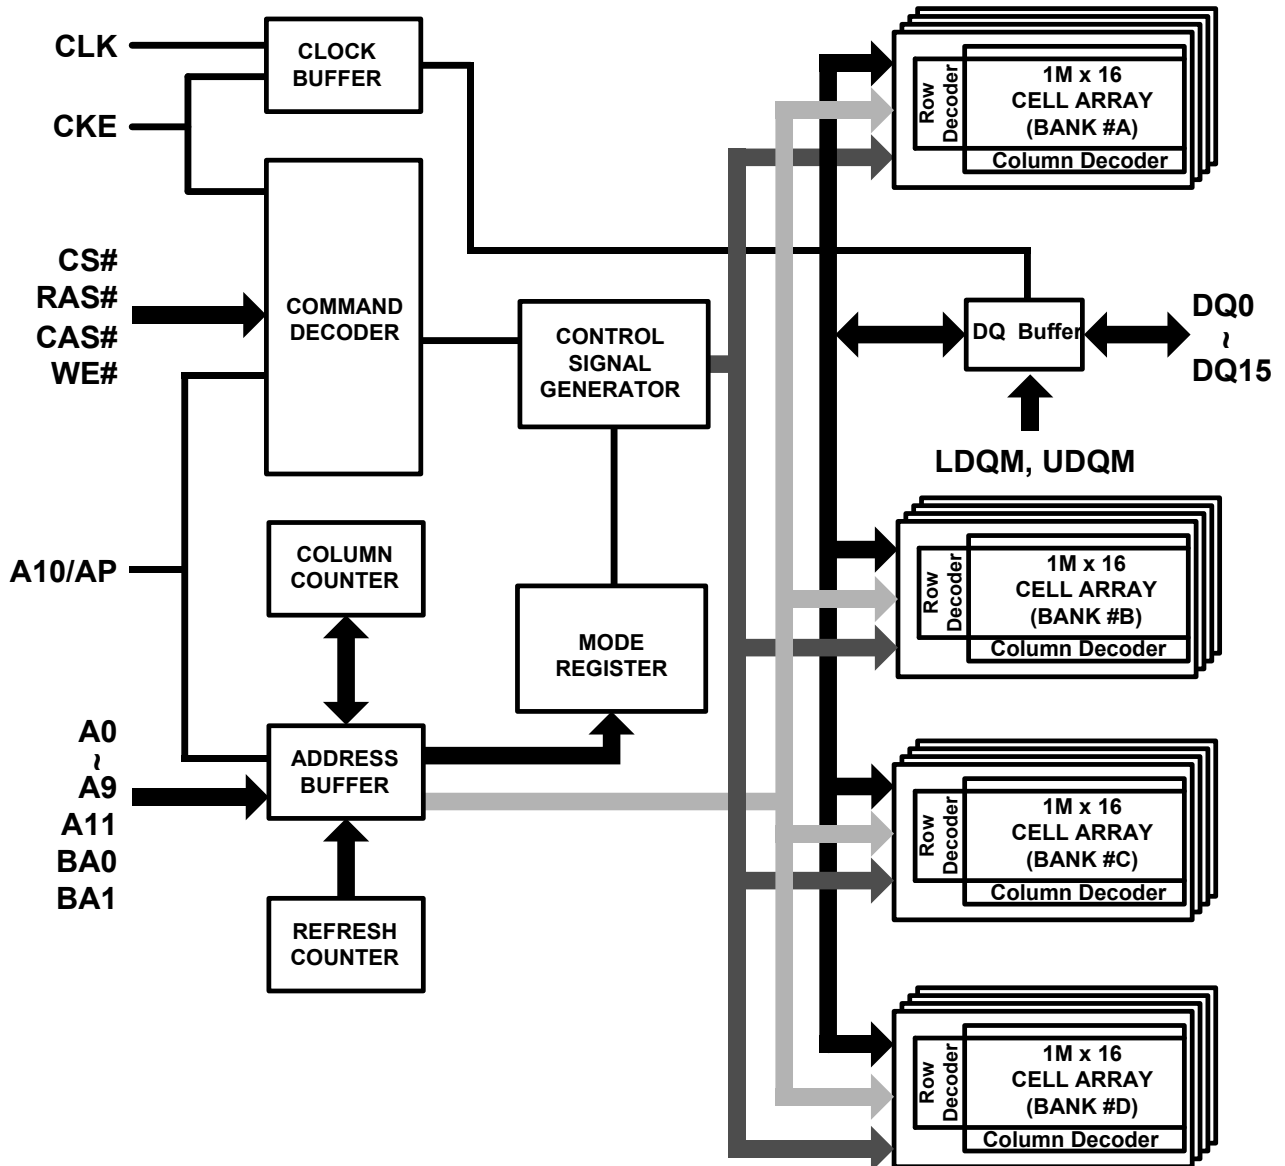 CLK
CKE
CLOCK
BUFFER
CS#
RAS#
CAS#
WE#
COMMAND
DECODER
CONTROL
SIGNAL
GENERATOR
A10/AP
COLUMN
COUNTER
MODE
REGISTER
A0
~
A9
A11
BA0
BA1
ADDRESS
BUFFER
REFRESH
COUNTER
Row
Decoder
1M x 16
CELL ARRAY
(BANK #A)
Column Decoder
DQ Buffer
DQ0
~
DQ15
LDQM, UDQM
Row
Decoder
1M x 16
CELL ARRAY
(BANK #B)
Column Decoder
Row
Decoder
1M x 16
CELL ARRAY
(BANK #C)
Column Decoder
Row
Decoder
1M x 16
CELL ARRAY
(BANK #D)
Column Decoder